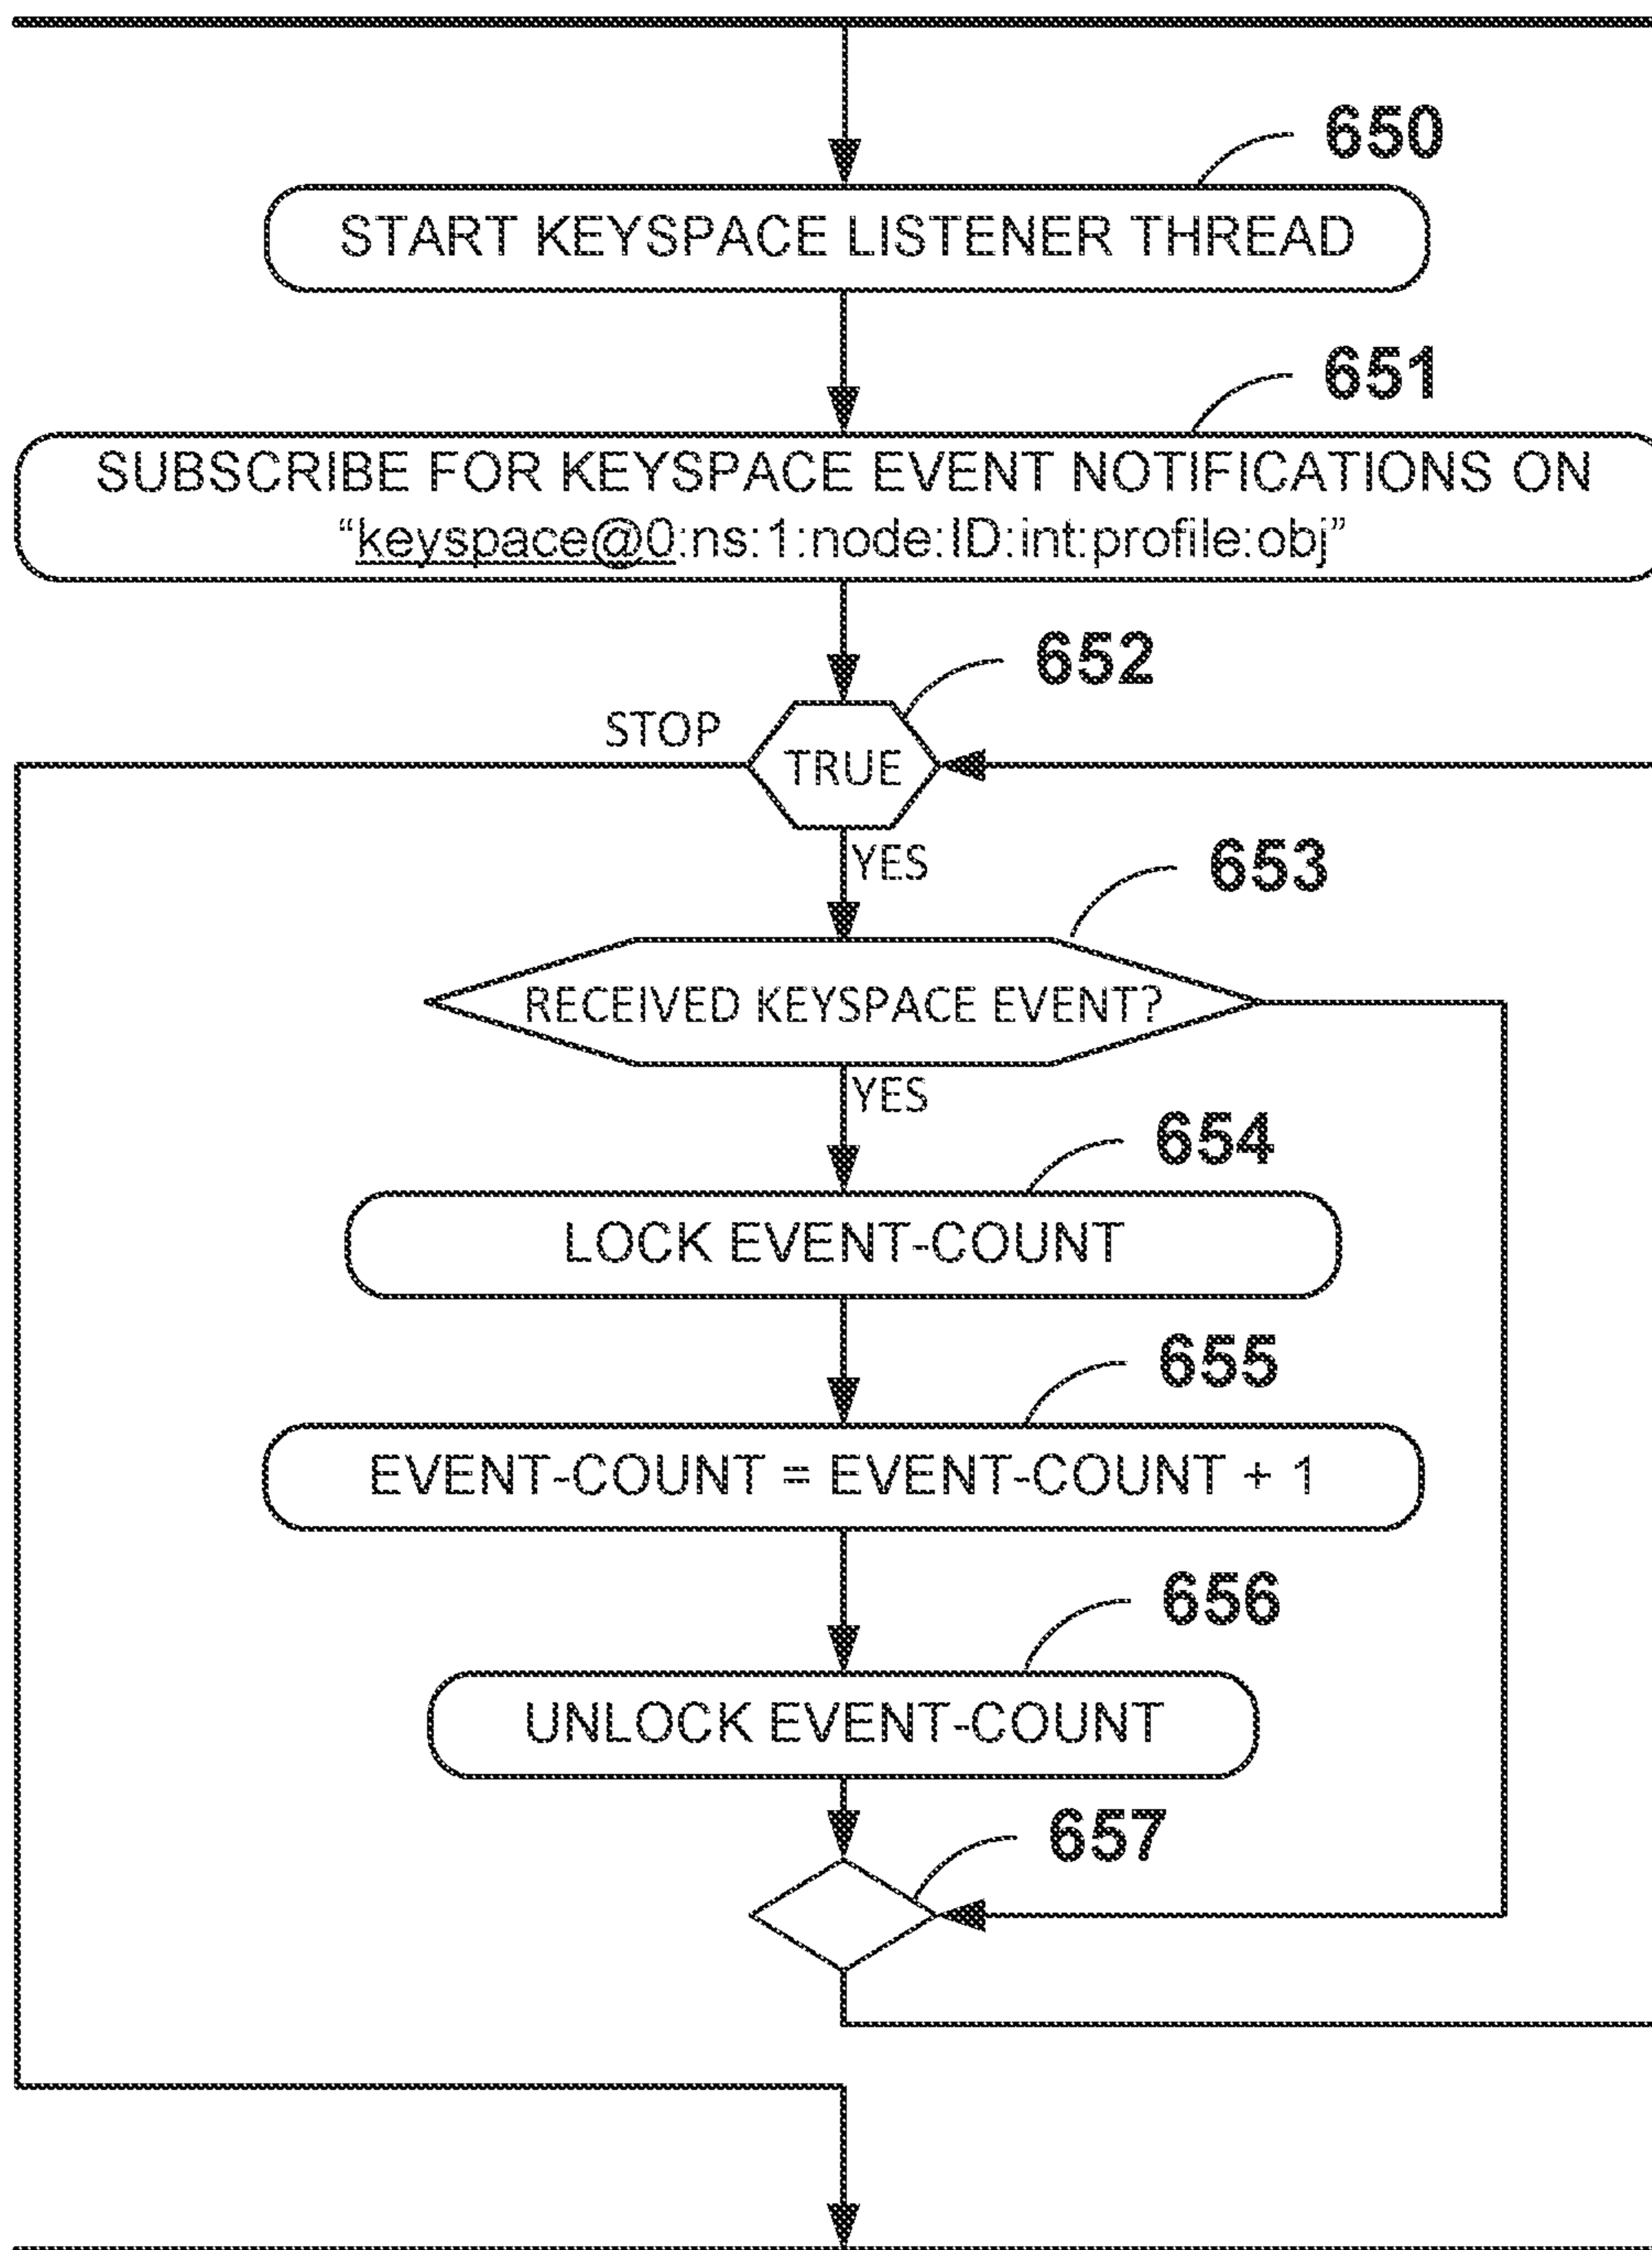 650
START KEYSPACE LISTENER THREAD
651
SUBSCRIBE FOR KEYSPACE EVENT NOTIFICATIONS ON
“keyspace@0:ns:1:node:ID:int:profile:obj”
652
STOP
TRUE
YES
653
RECEIVED KEYSPACE EVENT?
YES
654
LOCK EVENT-COUNT
655
EVENT-COUNT = EVENT-COUNT + 1
656
UNLOCK EVENT-COUNT
657